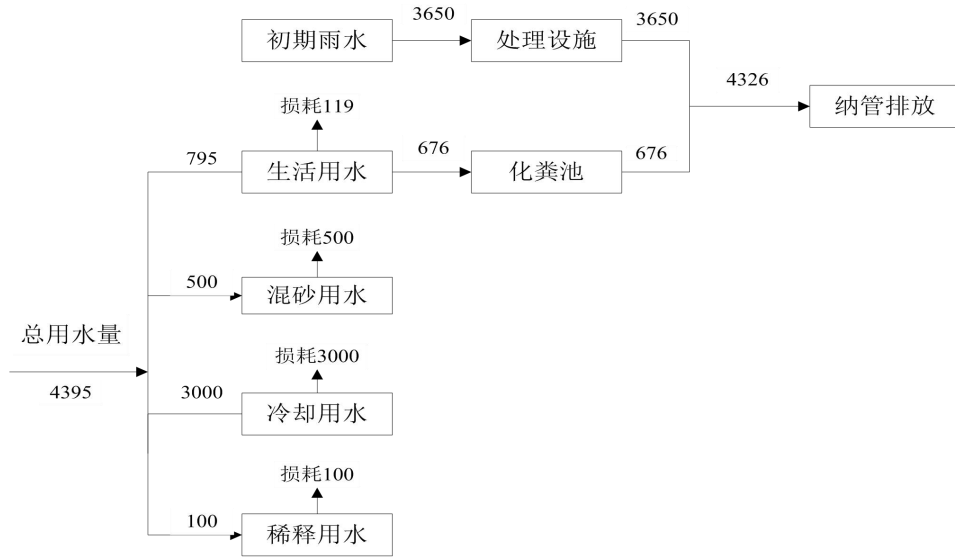 3650
3650
初期雨水
处理设施
4326
纳管排放
损耗119
795
676
676
生活用水
化粪池
损耗500
500
混砂用水
总用水量
4395
损耗3000
3000
冷却用水
损耗100
100
稀释用水